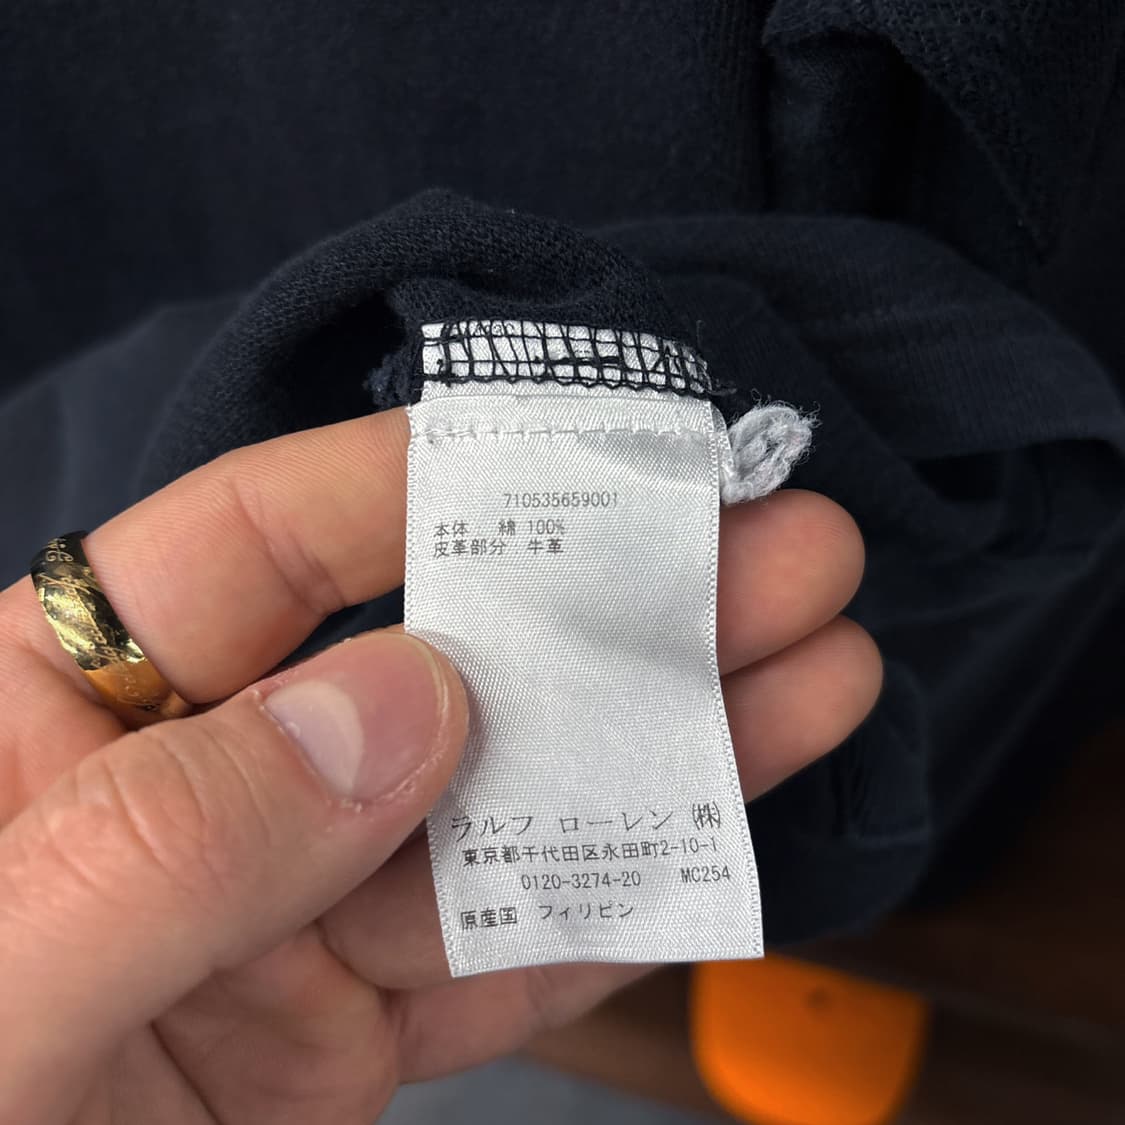 710535659001
本体 綿 100%
皮革部分 牛革
ラルフ ローレン ㈱
東京都千代田区永田町2-10-1
0120-3274-20 MC254
原産国 フィリピン